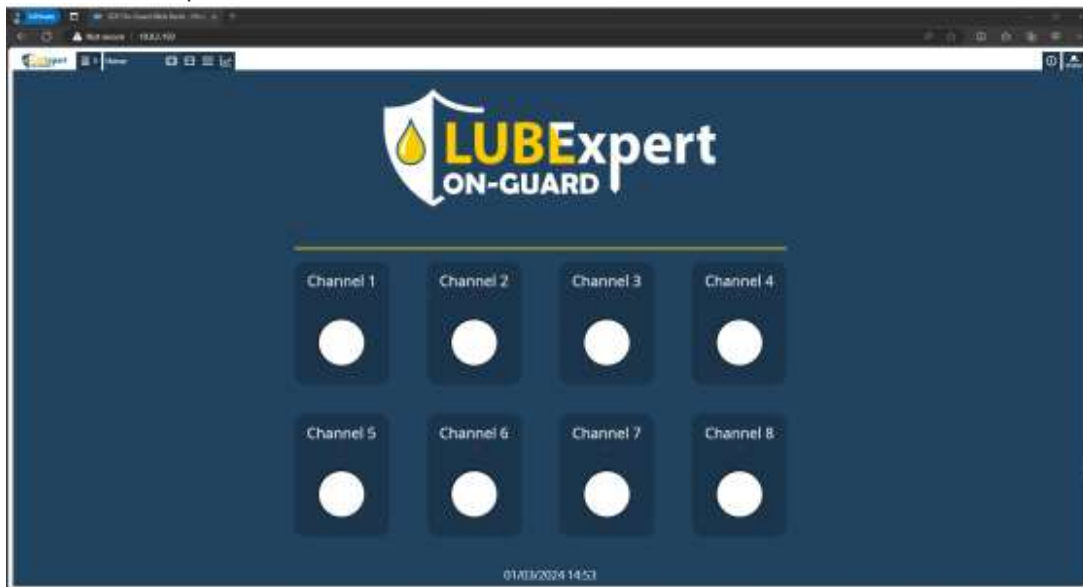 Not secure
Home
LUBExpert
ON-GUARD
Channel 1
Channel 2
Channel 3
Channel 4
Channel 5
Channel 6
Channel 7
Channel 8
01/03/2024 14:53